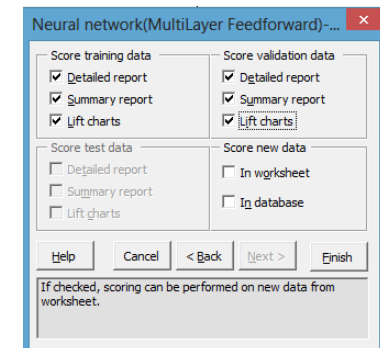 Neural network(MultiLayer Feedforward)-...
Score training data
Detailed report
Summary report
Lift charts
Score validation data
Detailed report
Summary report
Lift charts
Score test data
Detailed report
Summary report
Lift charts
Score new data
In worksheet
In database
Help
Cancel
< Back
Next >
Finish
If checked, scoring can be performed on new data from
worksheet.